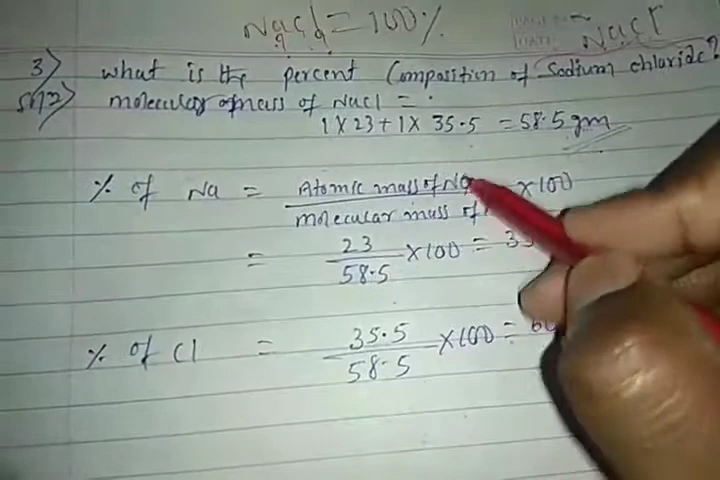 Nacl = 100%
Nacl
3) What is the percent Composition of Sodium chloride?
molecular mass of Nacl =
1 X 23 + 1 X 35.5 = 58.5 gm
% of Na = Atomic mass of Na X 100
molecular mass of
= 23 / 58.5 X 100 =
% of Cl = 35.5 / 58.5 X 100 =